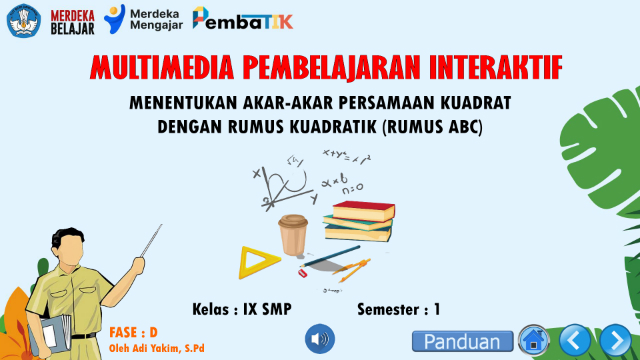 MERDEKA
BELAJAR
Merdeka
Mengajar
PembaTIK
MULTIMEDIA PEMBELAJARAN INTERAKTIF
MENENTUKAN AKAR-AKAR PERSAMAAN KUADRAT
DENGAN RUMUS KUADRATIK (RUMUS ABC)
X
Y
n=0
Kelas : IX SMP
Semester : 1
FASE : D
Oleh Adi Yakim, S.Pd
Panduan